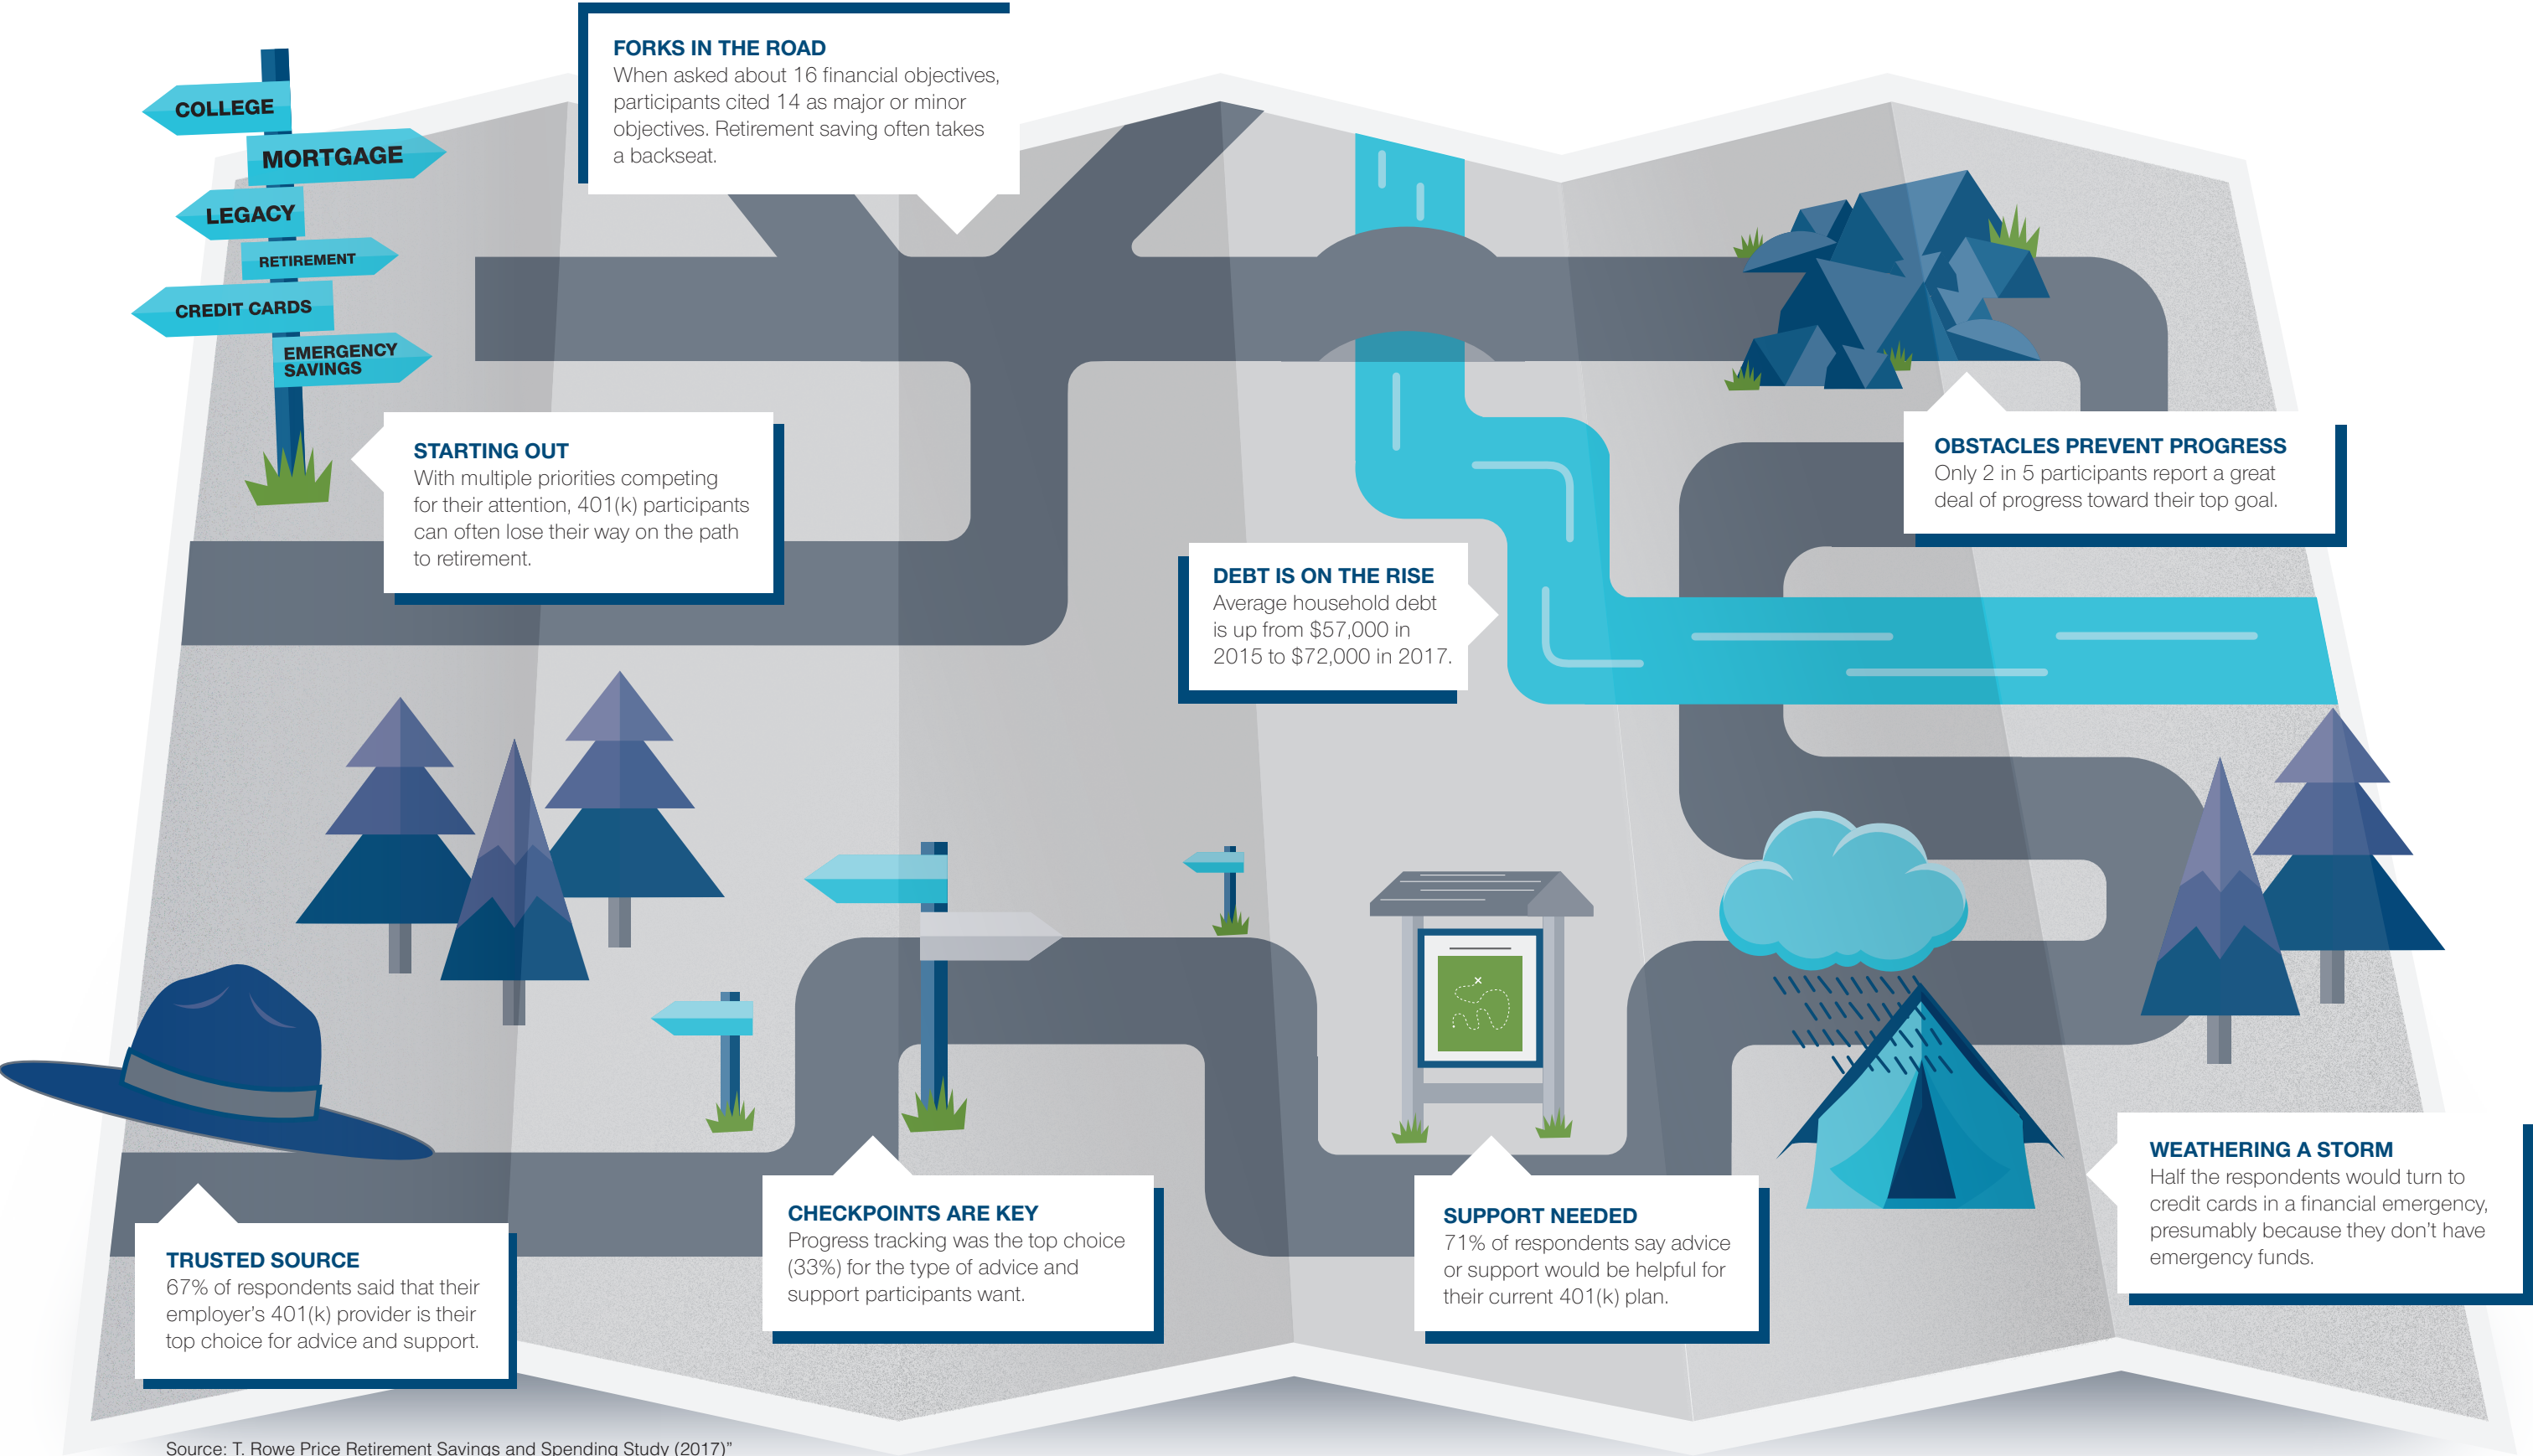 COLLEGE
MORTGAGE
LEGACY
RETIREMENT
CREDIT CARDS
EMERGENCY
SAVINGS
STARTING OUT
With multiple priorities competing
for their attention, 401(k) participants
can often lose their way on the path
to retirement.
FORKS IN THE ROAD
When asked about 16 financial objectives,
participants cited 14 as major or minor
objectives. Retirement saving often takes
a backseat.
DEBT IS ON THE RISE
Average household debt
is up from $57,000 in
2015 to $72,000 in 2017.
OBSTACLES PREVENT PROGRESS
Only 2 in 5 participants report a great
deal of progress toward their top goal.
WEATHERING A STORM
Half the respondents would turn to
credit cards in a financial emergency,
presumably because they don’t have
emergency funds.
SUPPORT NEEDED
71% of respondents say advice
or support would be helpful for
their current 401(k) plan.
CHECKPOINTS ARE KEY
Progress tracking was the top choice
(33%) for the type of advice and
support participants want.
TRUSTED SOURCE
67% of respondents said that their
employer’s 401(k) provider is their
top choice for advice and support.
Source: T. Rowe Price Retirement Savings and Spending Study (2017)”